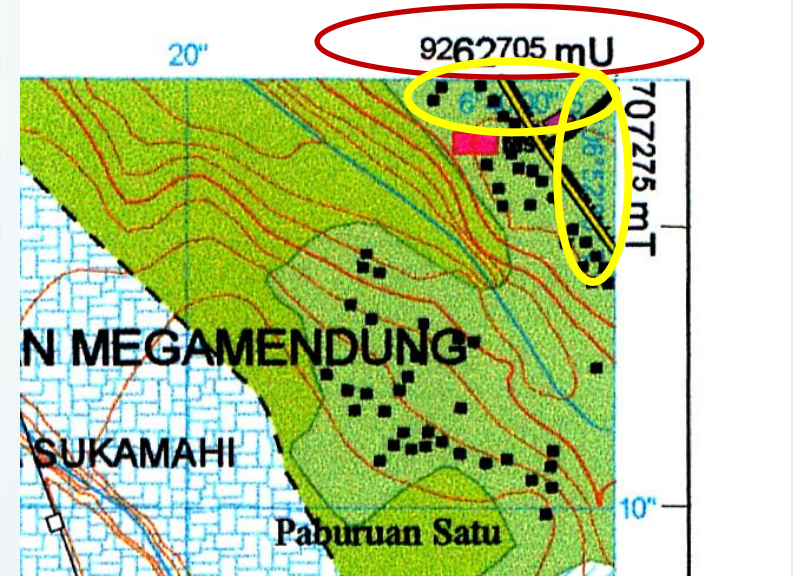 20"
9262705 mU
707275 mT
N MEGAMENDUNG
SUKAMAHI
10"
Paburuan Satu